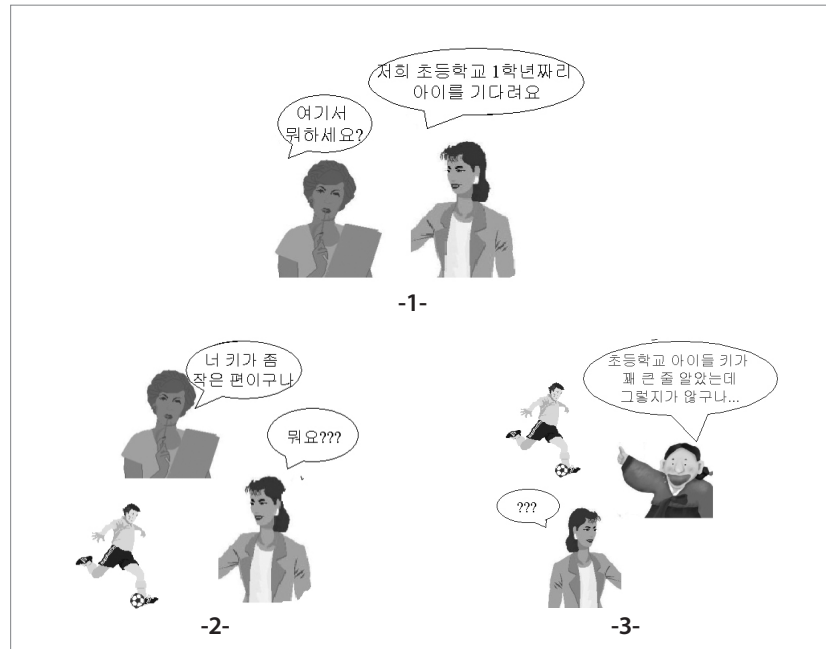 저희 초등학교 1학년짜리
아이를 기다려요
여기서
뭐하세요?
-1-
너 키가 좀
작은 편이구나
뭐요???
-2-
초등학교 아이들 키가
꽤 큰 줄 알았는데
그렇지가 않구나...
???
-3-